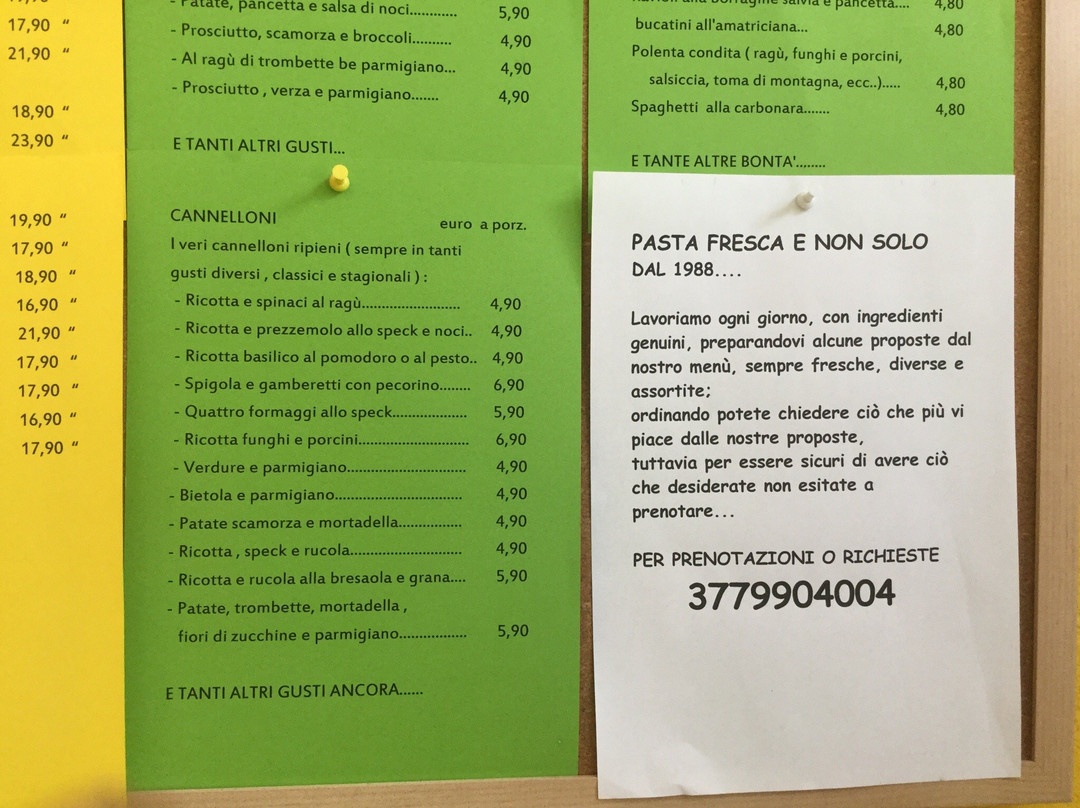 17,90 “
21,90 “
18,90 “
23,90 “
19,90 “
17,90 “
18,90 “
16,90 “
21,90 “
17,90 “
17,90 “
16,90 “
17,90 “
- Patate, pancetta e salsa di noci........... 5,90
- Prosciutto, scamorza e broccoli.......... 4,90
- Al ragù di trombette be parmigiano... 4,90
- Prosciutto , verza e parmigiano....... 4,90
E TANTI ALTRI GUSTI...
CANNELLONI
euro a porz.
I veri cannelloni ripieni ( sempre in tanti
gusti diversi , classici e stagionali ) :
- Ricotta e spinaci al ragù......................... 4,90
- Ricotta e prezzemolo allo speck e noci.. 4,90
- Ricotta basilico al pomodoro o al pesto.. 4,90
- Spigola e gamberetti con pecorino........ 6,90
- Quattro formaggi allo speck................... 5,90
- Ricotta funghi e porcini............................ 6,90
- Verdure e parmigiano.............................. 4,90
- Bietola e parmigiano................................ 4,90
- Patate scamorza e mortadella................ 4,90
- Ricotta , speck e rucola............................ 4,90
- Ricotta e rucola alla bresaola e grana.... 5,90
- Patate, trombette, mortadella ,
fiori di zucchine e parmigiano................. 5,90
E TANTI ALTRI GUSTI ANCORA......
Ravioli alla borragine salvia e pancetta.... 4,80
bucatini all'amatriciana... 4,80
Polenta condita ( ragù, funghi e porcini,
salsiccia, toma di montagna, ecc..)..... 4,80
Spaghetti alla carbonara....... 4,80
E TANTE ALTRE BONTA'........
PASTA FRESCA E NON SOLO
DAL 1988....
Lavoriamo ogni giorno, con ingredienti
genuini, preparandovi alcune proposte dal
nostro menù, sempre fresche, diverse e
assortite;
ordinando potete chiedere ciò che più vi
piace dalle nostre proposte,
tuttavia per essere sicuri di avere ciò
che desiderate non esitate a
prenotare...
PER PRENOTAZIONI O RICHIESTE
3779904004